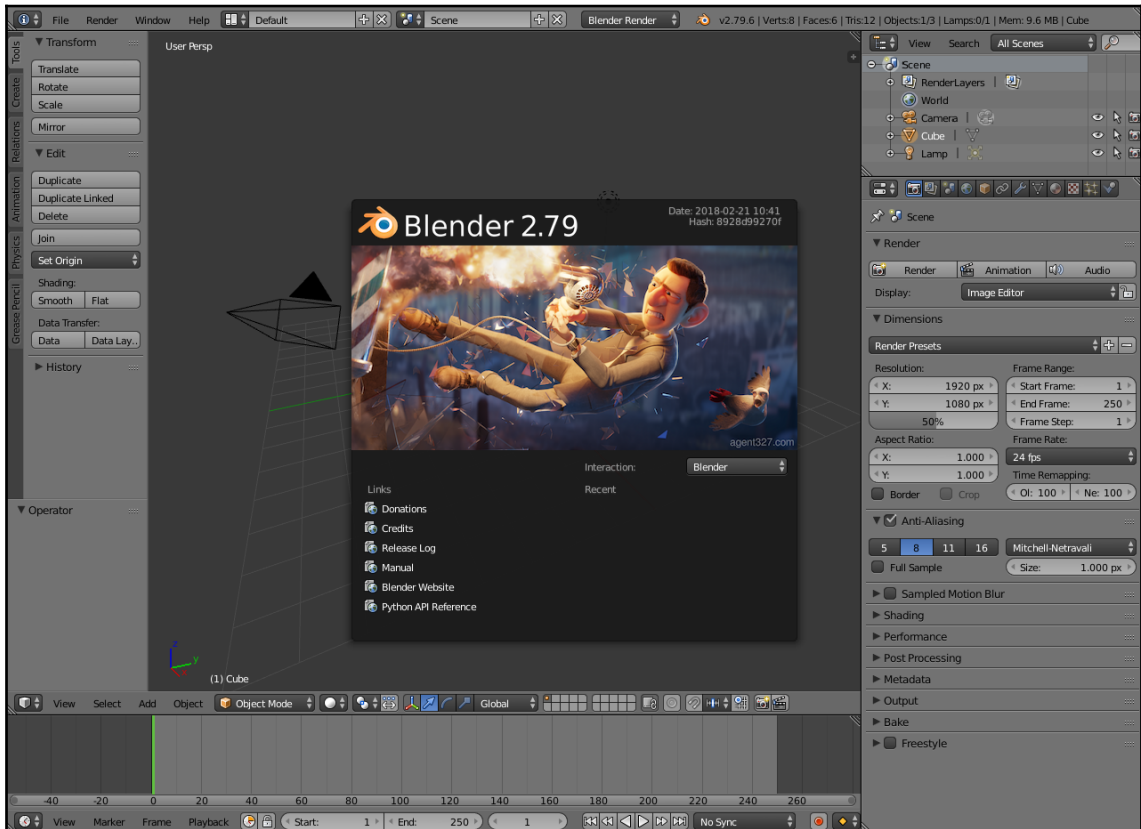 File Render Window Help Default Scene Blender Render v2.79.6 | Verts:8 | Faces:6 | Tris:12 | Objects:1/3 | Lamps:0/1 | Mem: 9.6 MB | Cube
Tools
Create
Relations
Animation
Physics
Grease Pencil
Transform
Translate
Rotate
Scale
Mirror
Edit
Duplicate
Duplicate Linked
Delete
Join
Set Origin
Shading:
Smooth Flat
Data Transfer:
Data Data Lay..
History
Operator
User Persp
Blender 2.79
Date: 2018-02-21 10:41
Hash: 8928d99270f
agent327.com
Interaction: Blender
Links Recent
Donations
Credits
Release Log
Manual
Blender Website
Python API Reference
z
y
(1) Cube
View Select Add Object Object Mode Global
-40 -20 0 20 40 60 80 100 120 140 160 180 200 220 240 260
View Marker Frame Playback Start: 1 End: 250 1 No Sync
View Search All Scenes
Scene
RenderLayers |
World
Camera |
Cube |
Lamp |
Scene
Render
Render Animation Audio
Display: Image Editor
Dimensions
Render Presets
Resolution: Frame Range:
X: 1920 px Start Frame: 1
Y: 1080 px End Frame: 250
50% Frame Step: 1
Aspect Ratio: Frame Rate:
X: 1.000 24 fps
Y: 1.000 Time Remapping:
Border Crop Ol: 100 Ne: 100
Anti-Aliasing
5 8 11 16 Mitchell-Netravali
Full Sample Size: 1.000 px
Sampled Motion Blur
Shading
Performance
Post Processing
Metadata
Output
Bake
Freestyle